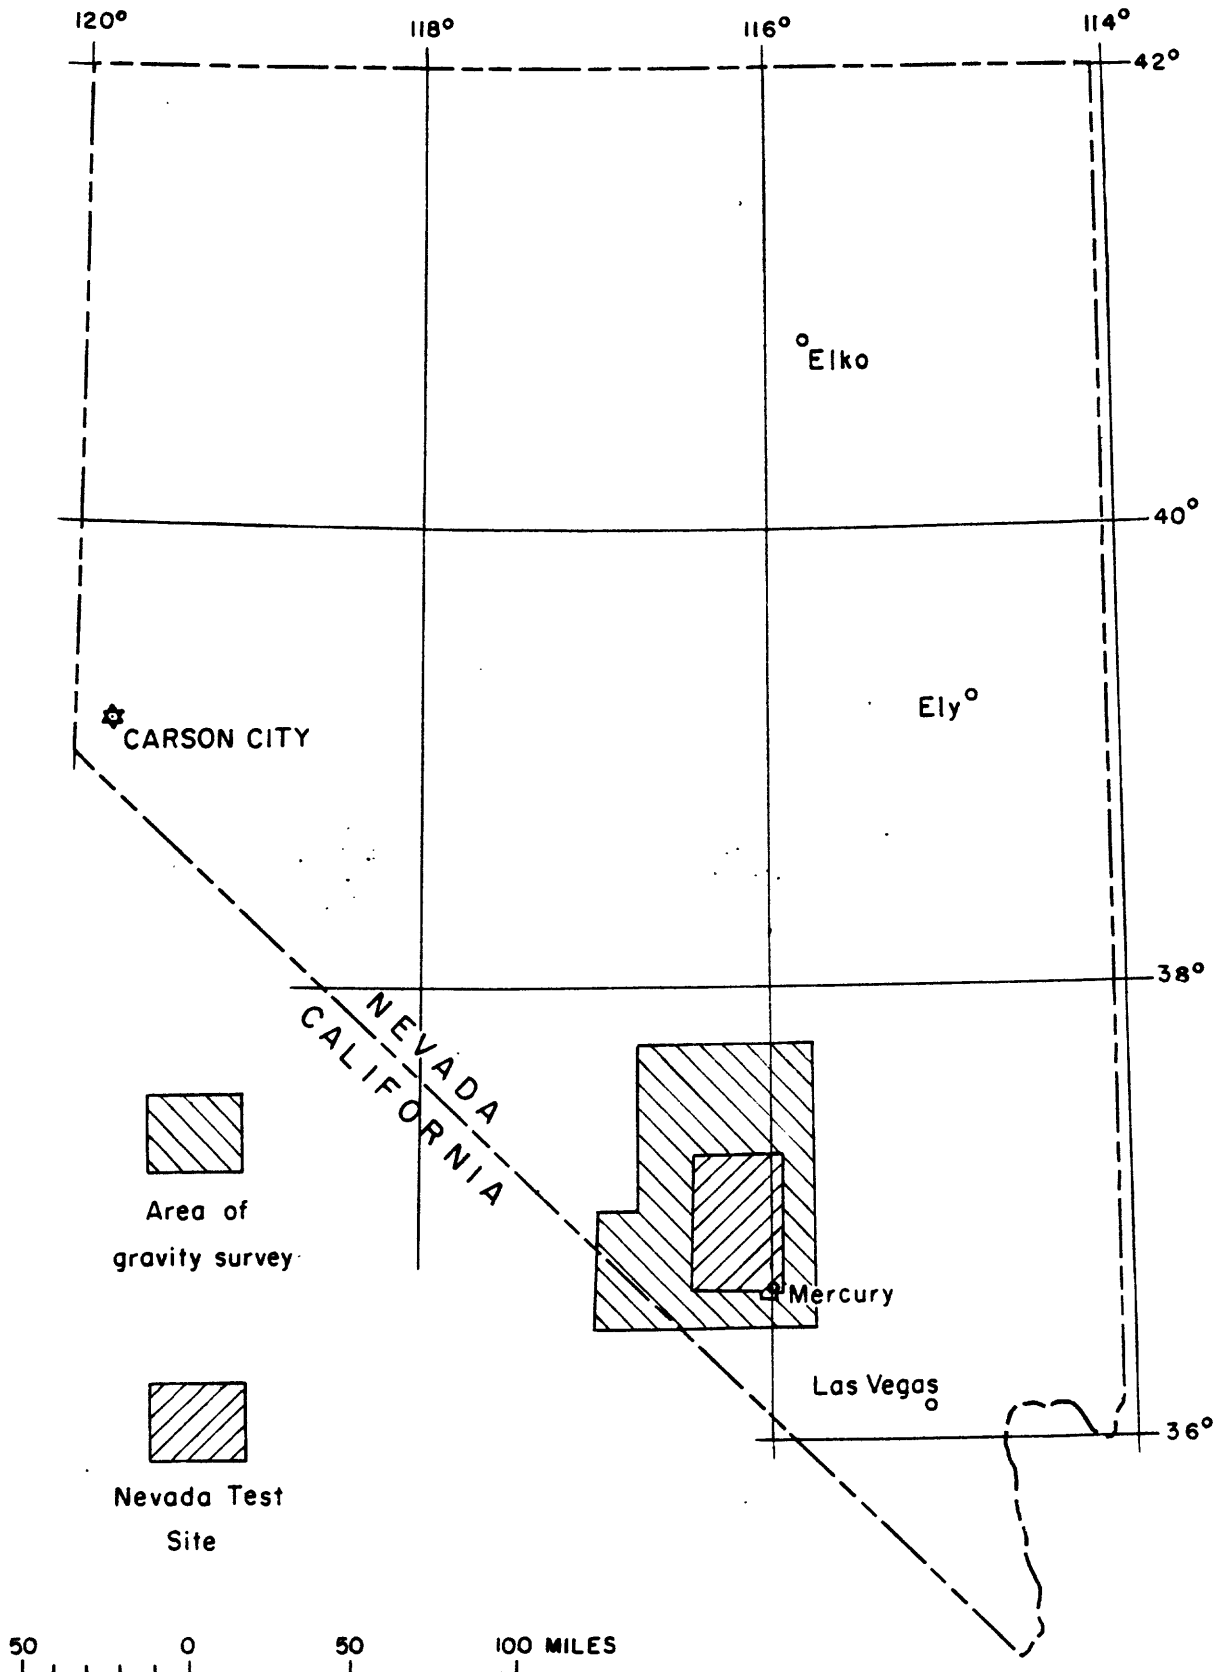 120°
118°
116°
114°
42°
Elko
40°
Ely
CARSON CITY
38°
NEVADA
CALIFORNIA
Area of
gravity survey
Mercury
Las Vegas
36°
Nevada Test
Site
50 0 50 100 MILES